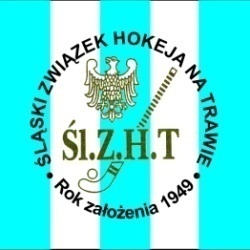 • ŚLĄSKI ZWIĄZEK HOKEJA NA TRAWIE •
Śl.Z.H.T
Rok założenia 1949